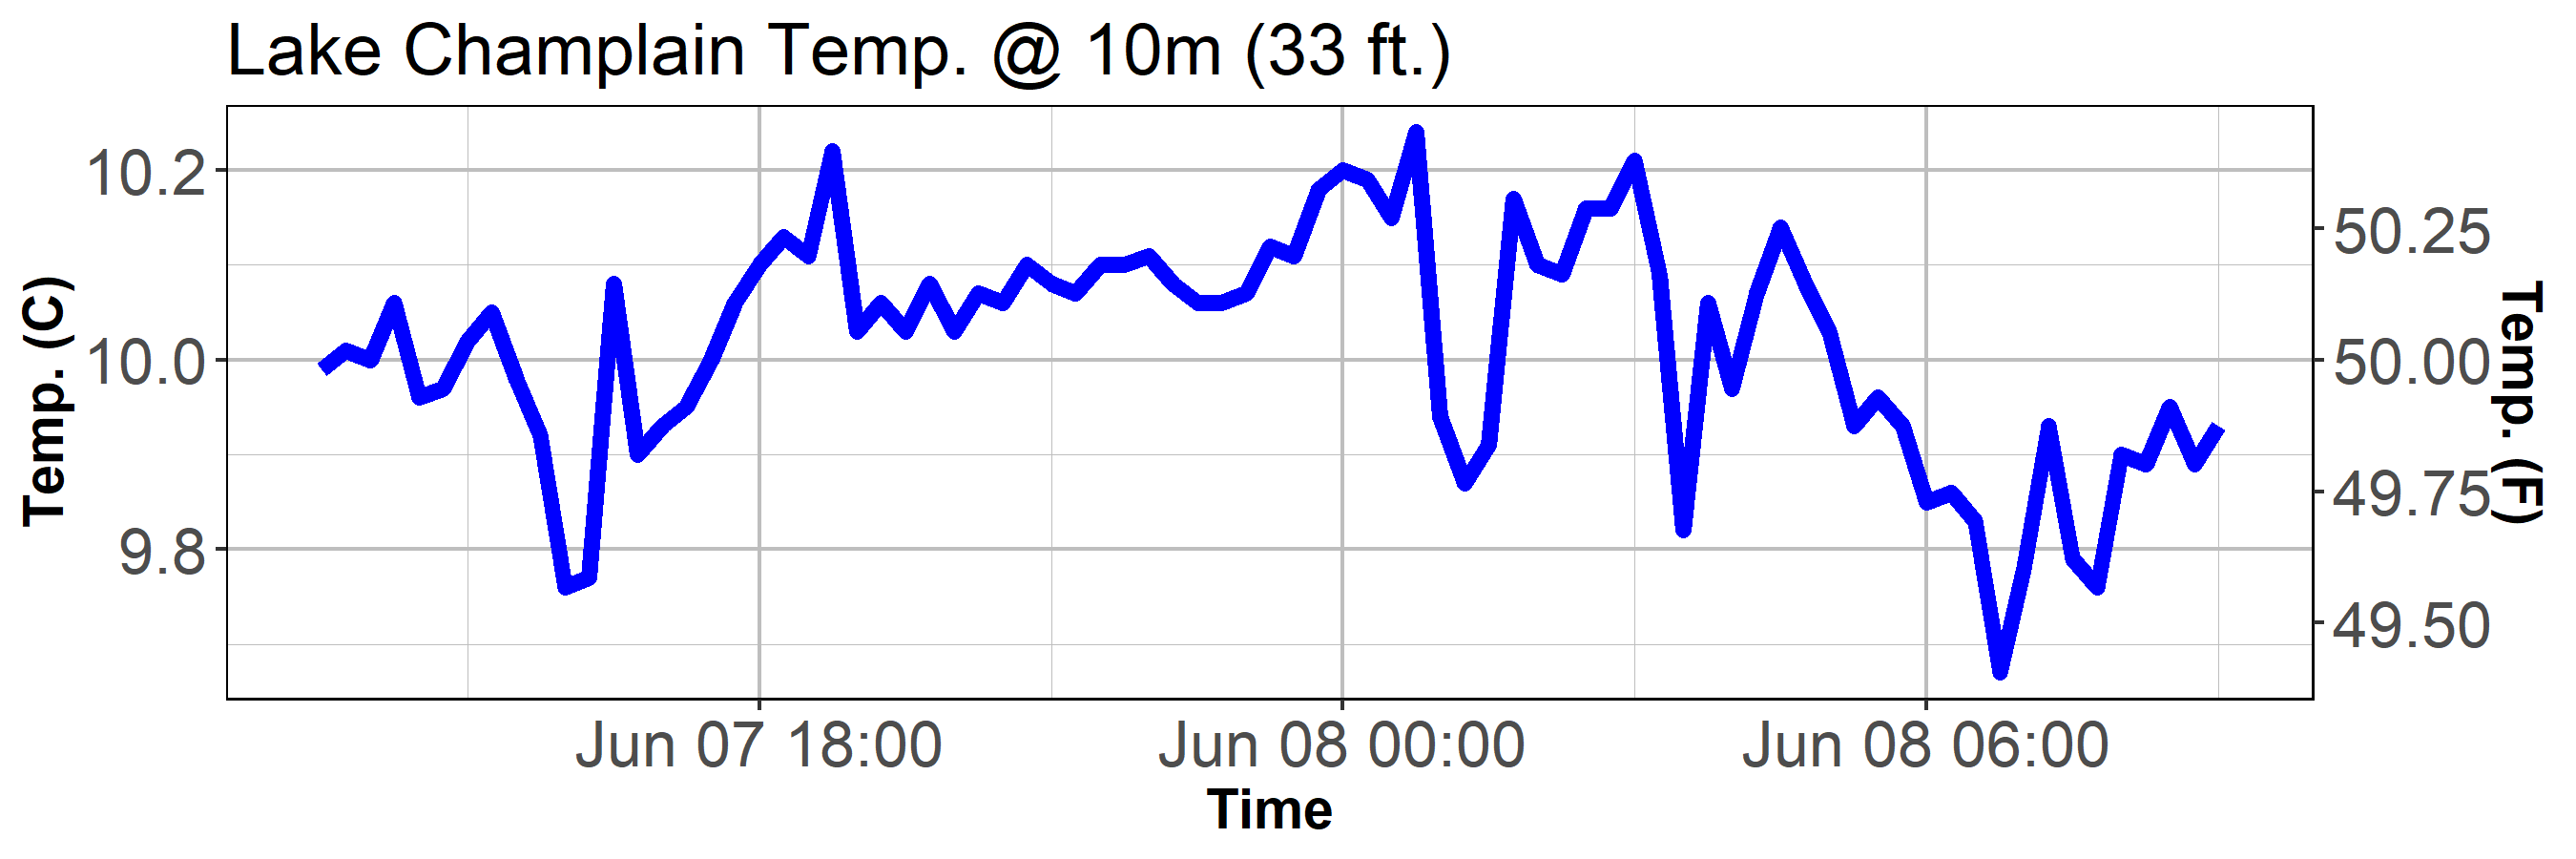 Lake Champlain Temp. @ 10m (33 ft.)
Temp. (C)
10.2
10.0
9.8
50.25
50.00
49.75
49.50
Temp. (F)
Jun 07 18:00
Jun 08 00:00
Jun 08 06:00
Time